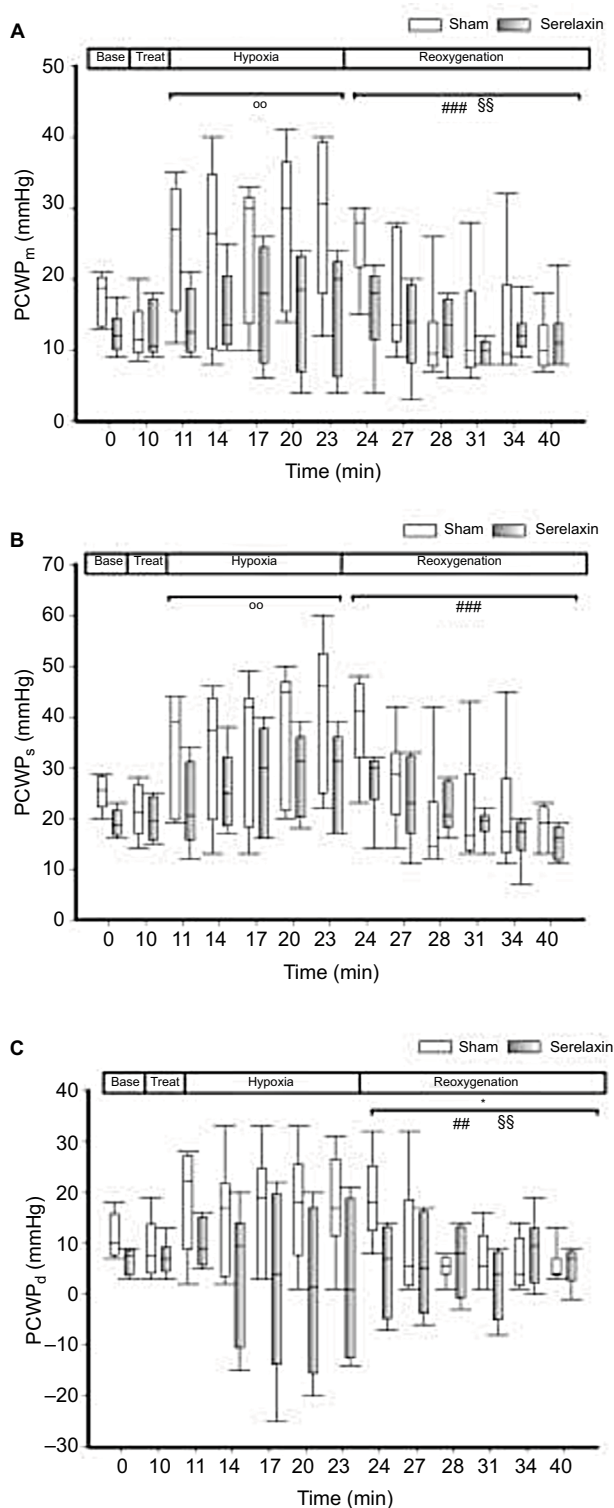 A
Sham Serelaxin
Base Treat Hypoxia Reoxygenation
50
oo ### §§
40
30
20
10
0
PCWPm (mmHg)
0 10 11 14 17 20 23 24 27 28 31 34 40
Time (min)
B
Sham Serelaxin
Base Treat Hypoxia Reoxygenation
70
oo ###
60
50
40
30
20
10
0
PCWPs (mmHg)
0 10 11 14 17 20 23 24 27 28 31 34 40
Time (min)
C
Sham Serelaxin
Base Treat Hypoxia Reoxygenation
40
*
## §§
30
20
10
0
–10
–20
–30
PCWPd (mmHg)
0 10 11 14 17 20 23 24 28 31 34 40
27
Time (min)